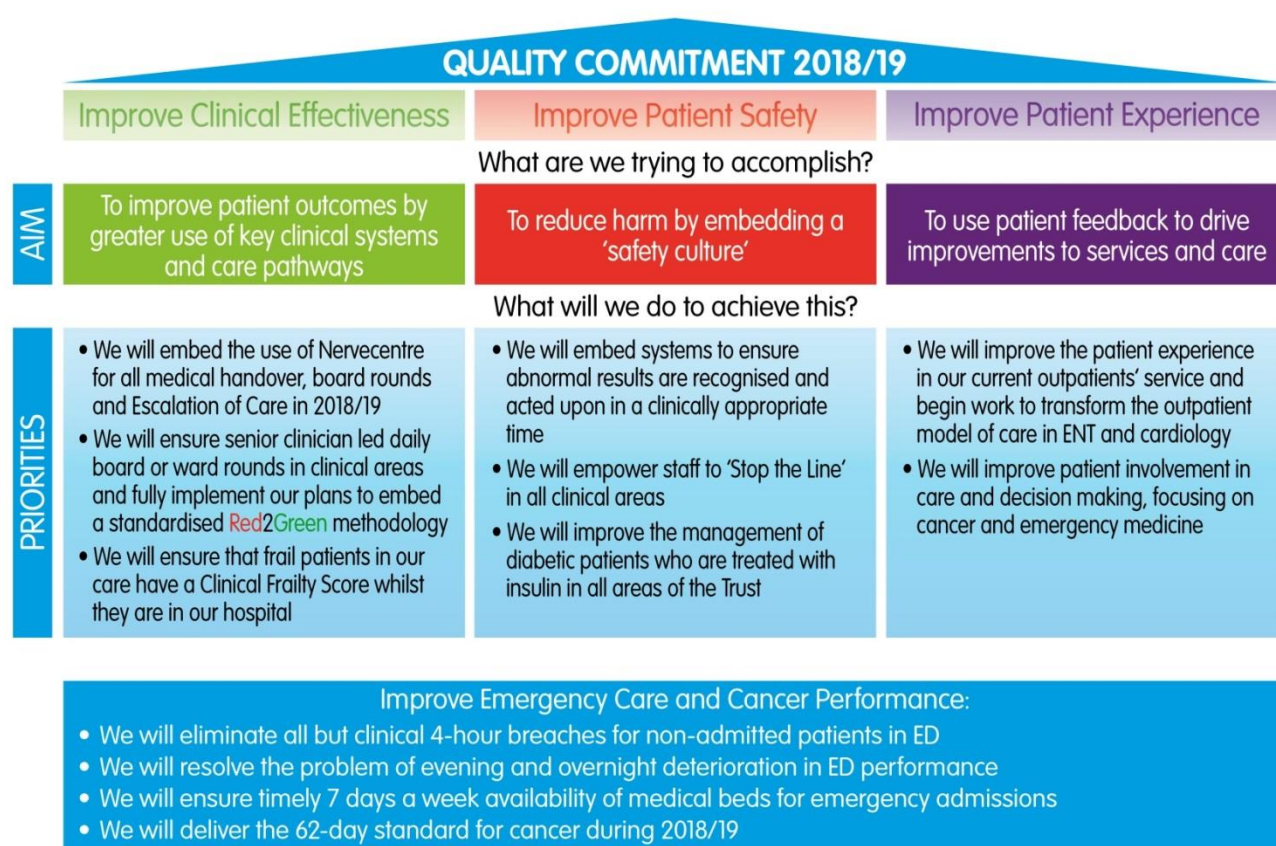 QUALITY COMMITMENT 2018/19
Improve Clinical Effectiveness
Improve Patient Safety
Improve Patient Experience
What are we trying to accomplish?
AIM
To improve patient outcomes by
greater use of key clinical systems
and care pathways
To reduce harm by embedding a
‘safety culture’
To use patient feedback to drive
improvements to services and care
What will we do to achieve this?
PRIORITIES
• We will embed the use of Nervecentre
for all medical handover, board rounds
and Escalation of Care in 2018/19
• We will ensure senior clinician led daily
board or ward rounds in clinical areas
and fully implement our plans to embed
a standardised Red2Green methodology
• We will ensure that frail patients in our
care have a Clinical Frailty Score whilst
they are in our hospital
• We will embed systems to ensure
abnormal results are recognised and
acted upon in a clinically appropriate
time
• We will empower staff to ‘Stop the Line’
in all clinical areas
• We will improve the management of
diabetic patients who are treated with
insulin in all areas of the Trust
• We will improve the patient experience
in our current outpatients’ service and
begin work to transform the outpatient
model of care in ENT and cardiology
• We will improve patient involvement in
care and decision making, focusing on
cancer and emergency medicine
Improve Emergency Care and Cancer Performance:
• We will eliminate all but clinical 4-hour breaches for non-admitted patients in ED
• We will resolve the problem of evening and overnight deterioration in ED performance
• We will ensure timely 7 days a week availability of medical beds for emergency admissions
• We will deliver the 62-day standard for cancer during 2018/19